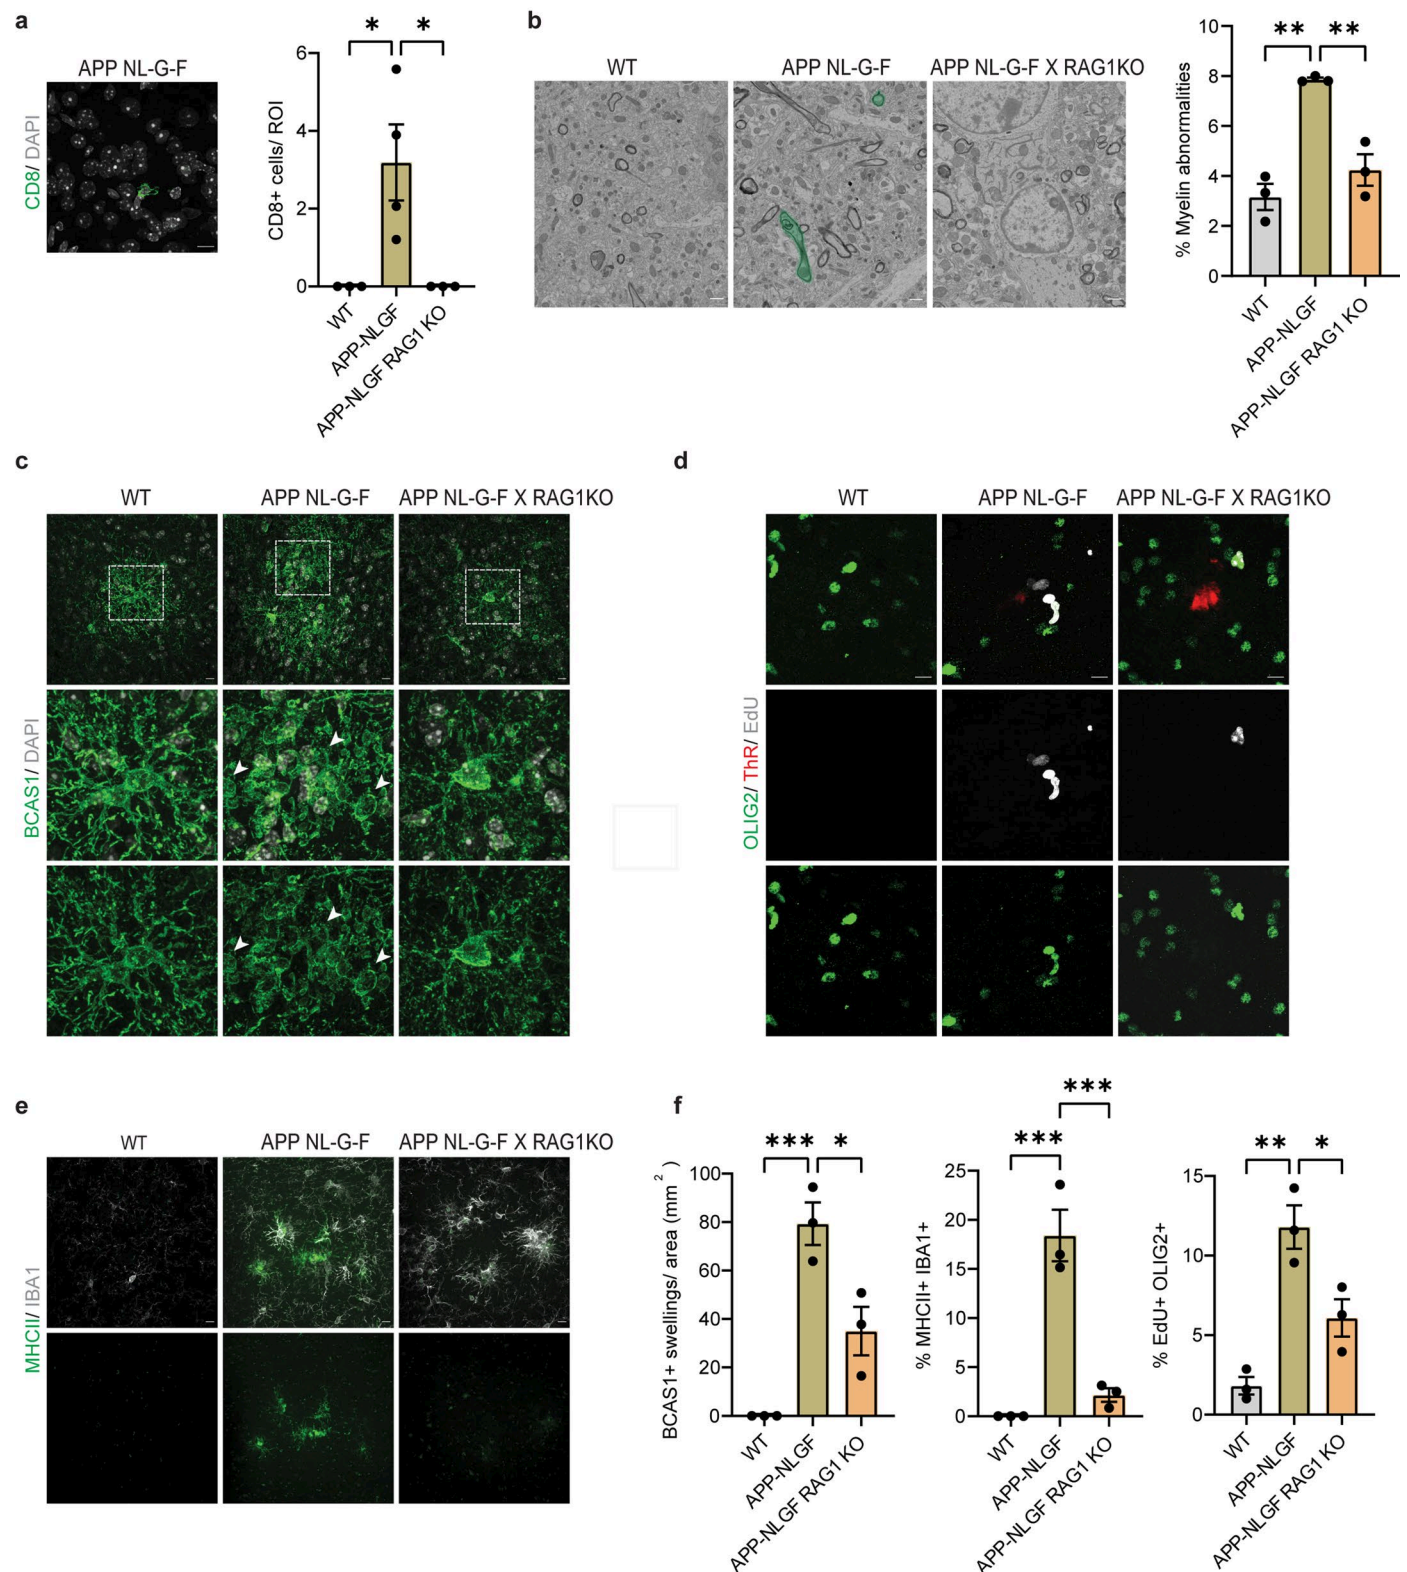 a
APP NL-G-F
CD8/ DAPI
* *
CD8+ cells/ ROI
6
4
2
0
WT
APP-NLGF
APP-NLGF RAG1 KO
b
WT APP NL-G-F APP NL-G-F X RAG1KO
** **
% Myelin abnormalities
10
8
6
4
2
0
WT
APP-NLGF
APP-NLGF RAG1 KO
c
WT APP NL-G-F APP NL-G-F X RAG1KO
BCAS1/ DAPI
d
WT APP NL-G-F APP NL-G-F X RAG1KO
OLIG2/ ThR/ EdU
e
WT APP NL-G-F APP NL-G-F X RAG1KO
MHCII/ IBA1
f
*** *
BCAS1+ swellings/ area (mm²)
100
80
60
40
20
0
WT
APP-NLGF
APP-NLGF RAG1 KO
***
***
% MHCII+ IBA1+
25
20
15
10
5
0
WT
APP-NLGF
APP-NLGF RAG1 KO
** *
% EdU+ OLIG2+
15
10
5
0
WT
APP-NLGF
APP-NLGF RAG1 KO